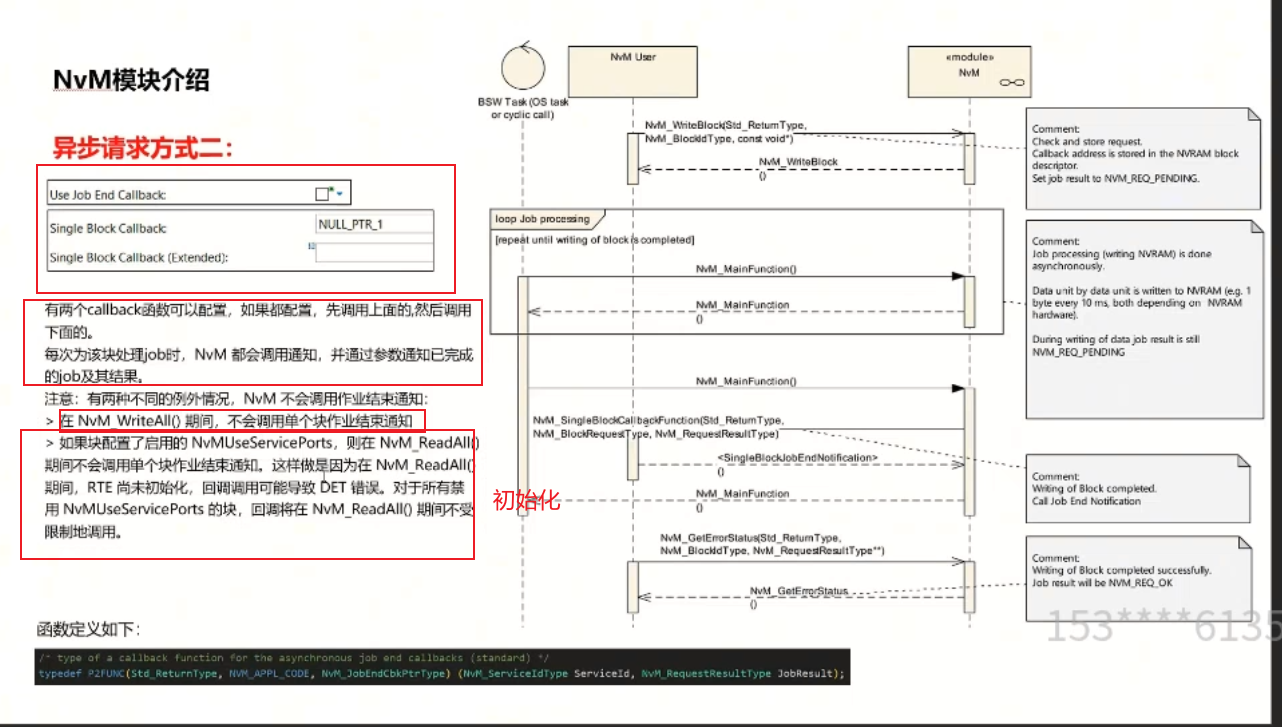 NvM模块介绍
异步请求方式二：
Use Job End Callback:
Single Block Callback:
NULL_PTR_1
Single Block Callback (Extended):
有两个callback函数可以配置，如果都配置，先调用上面的,然后调用
下面的。
每次为该块处理job时，NvM 都会调用通知，并通过参数通知已完成
的job及其结果。
注意：有两种不同的例外情况，NvM 不会调用作业结束通知：
> 在 NvM_WriteAll() 期间，不会调用单个块作业结束通知
> 如果块配置了启用的 NvMUseServicePorts，则在 NvM_ReadAll()
期间不会调用单个块作业结束通知。这样做是因为在 NvM_ReadAll()
期间，RTE 尚未初始化，回调调用可能导致 DET 错误。对于所有禁
用 NvMUseServicePorts 的块，回调将在 NvM_ReadAll() 期间不受
限制地调用。
初始化
函数定义如下：
/* type of a callback function for the asynchronous job end callbacks (standard) */
typedef P2FUNC(Std_ReturnType, NVM_APPL_CODE, NvM_JobEndCbkPtrType) (NvM_ServiceIdType ServiceId, NvM_RequestResultType JobResult);
BSW Task (OS task
or cyclic call)
NvM User
«module»
NvM
NvM_WriteBlock(Std_ReturnType,
NvM_BlockIdType, const void*)
NvM_WriteBlock
()
loop Job processing
[repeat until writing of block is completed]
NvM_MainFunction()
NvM_MainFunction
()
NvM_MainFunction()
NvM_SingleBlockCallbackFunction(Std_ReturnType,
NvM_BlockRequestType, NvM_RequestResultType)
<SingleBlockJobEndNotification>
()
NvM_MainFunction
()
NvM_GetErrorStatus(Std_ReturnType,
NvM_BlockIdType, NvM_RequestResultType**)
NvM_GetErrorStatus
()
Comment:
Check and store request.
Callback address is stored in the NVRAM block
descriptor.
Set job result to NVM_REQ_PENDING.
Comment:
Job processing (writing NVRAM) is done
asynchronously.
Data unit by data unit is written to NVRAM (e.g. 1
byte every 10 ms, both depending on NVRAM
hardware).
During writing of data job result is still
NVM_REQ_PENDING
Comment:
Writing of Block completed.
Call Job End Notification
Comment:
Writing of Block completed successfully.
Job result will be NVM_REQ_OK
153****6135